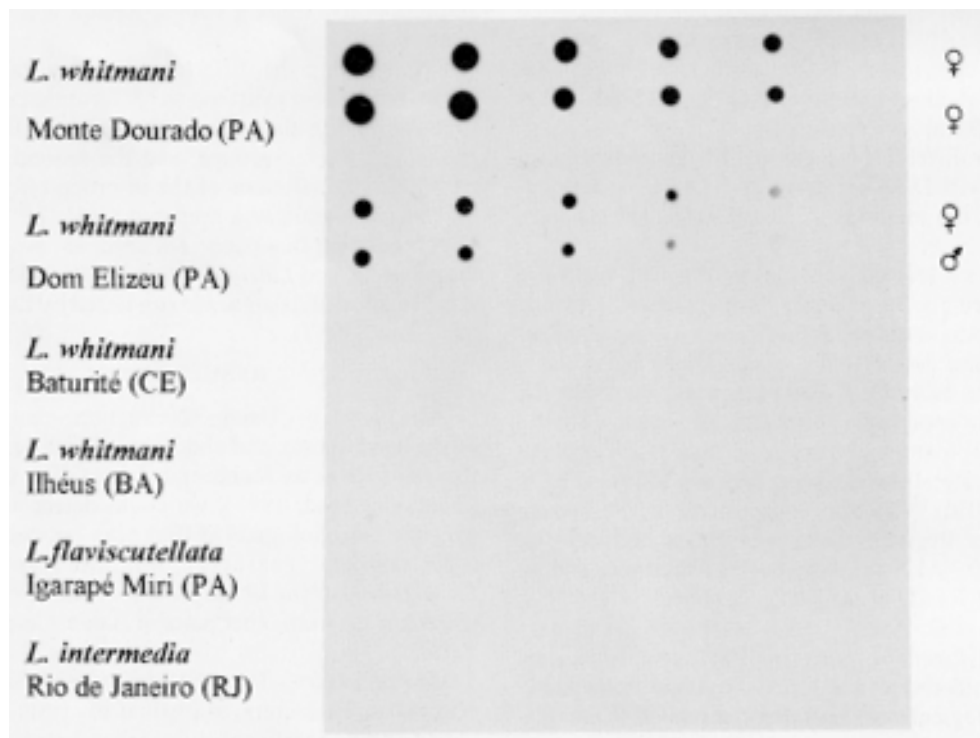 L. whitmani
♀
Monte Dourado (PA)
♀
L. whitmani
♀
Dom Elizeu (PA)
♂
L. whitmani
Baturité (CE)
L. whitmani
Ilhéus (BA)
L.flaviscutellata
Igarapé Miri (PA)
L. intermedia
Rio de Janeiro (RJ)